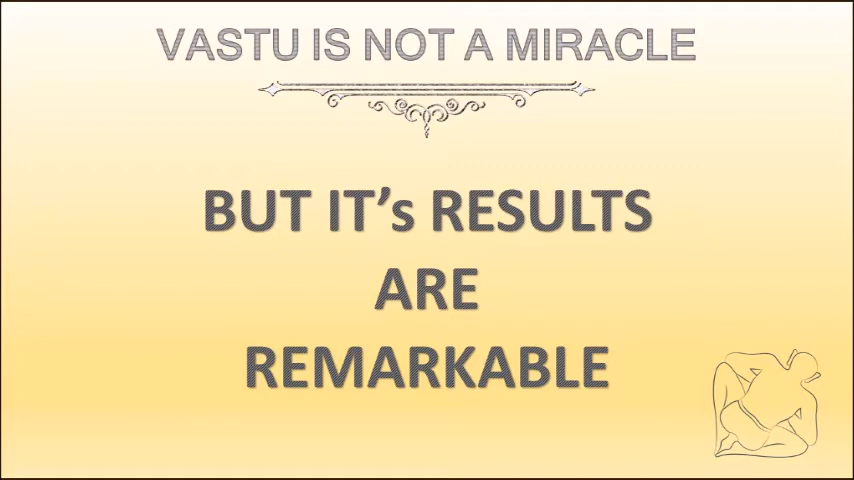 VASTU IS NOT A MIRACLE
BUT IT’s RESULTS
ARE
REMARKABLE